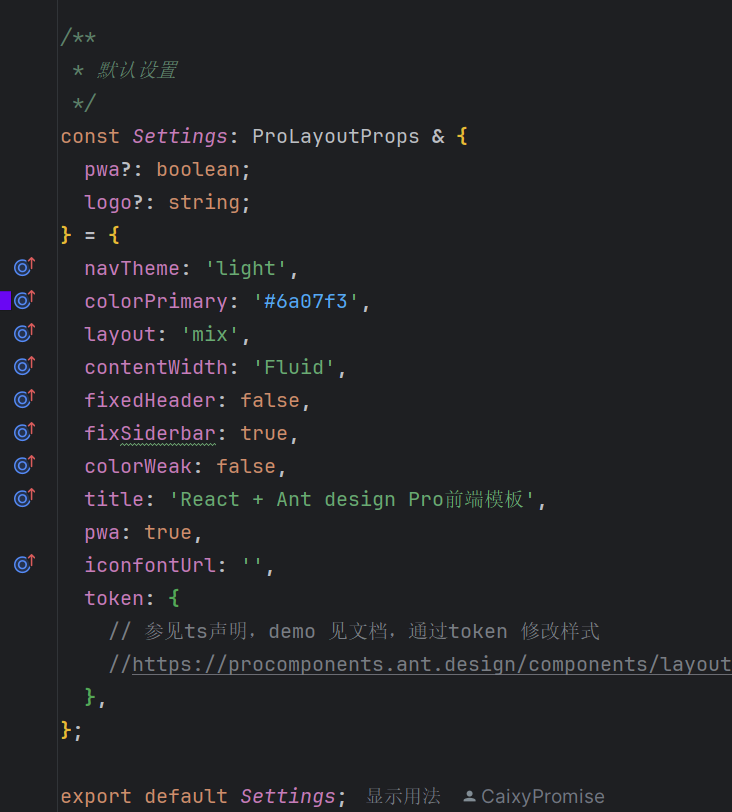 /**
 * 默认设置
 */
const Settings: ProLayoutProps & {
  pwa?: boolean;
  logo?: string;
} = {
  navTheme: 'light',
  colorPrimary: '#6a07f3',
  layout: 'mix',
  contentWidth: 'Fluid',
  fixedHeader: false,
  fixSiderbar: true,
  colorWeak: false,
  title: 'React + Ant design Pro前端模板',
  pwa: true,
  iconfontUrl: '',
  token: {
    // 参见ts声明，demo 见文档，通过token 修改样式
    //https://procomponents.ant.design/components/layout
  },
};
export default Settings; 显示用法 CaixyPromise